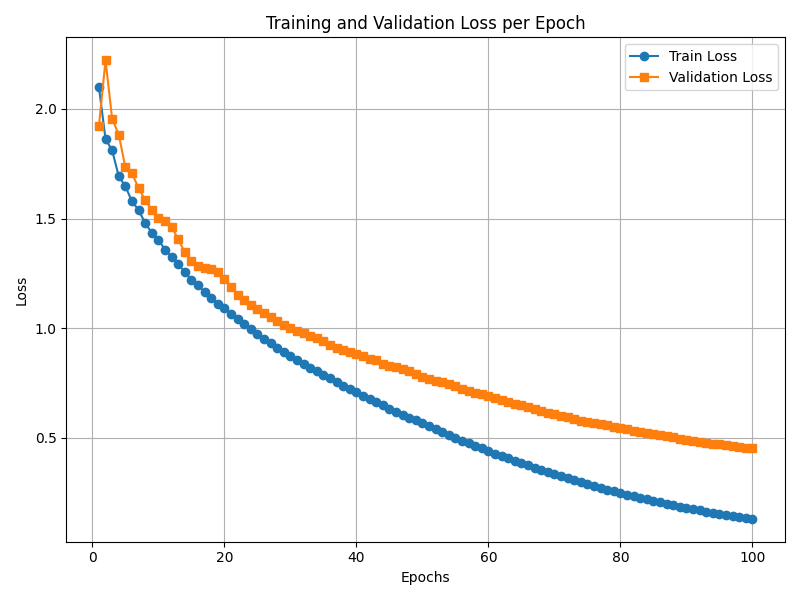 Training and Validation Loss per Epoch
Train Loss
Validation Loss
2.0
1.5
1.0
0.5
Loss
0 20 40 60 80 100
Epochs